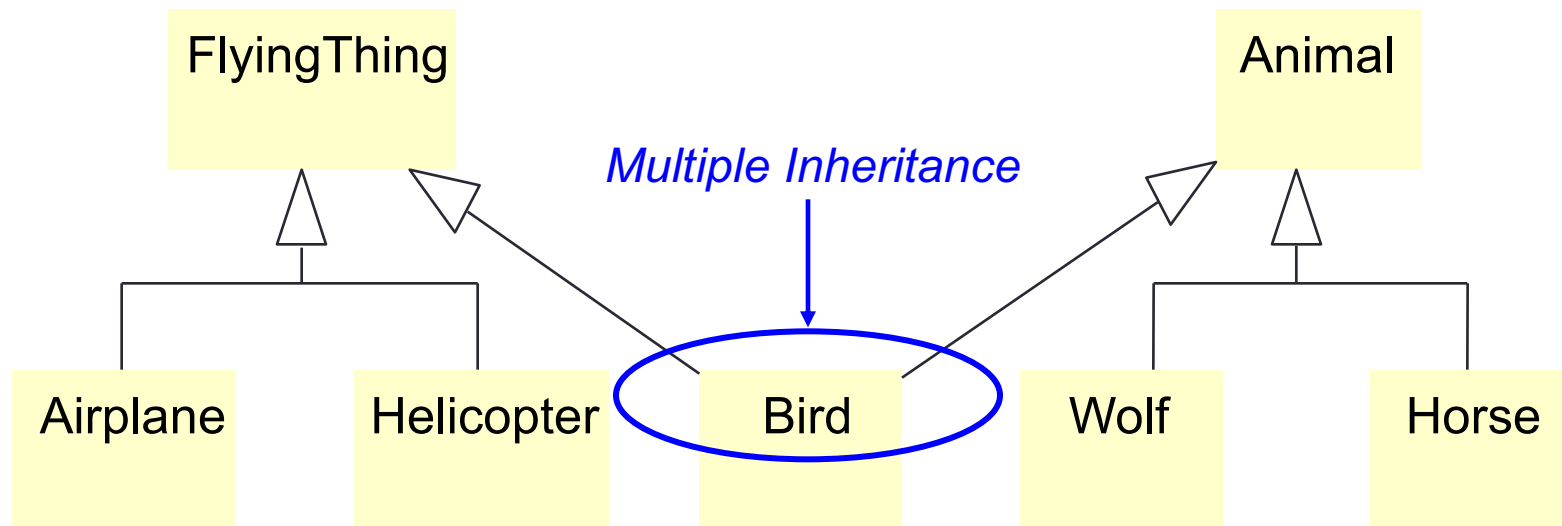 FlyingThing
Animal
Multiple Inheritance
Airplane
Helicopter
Bird
Wolf
Horse